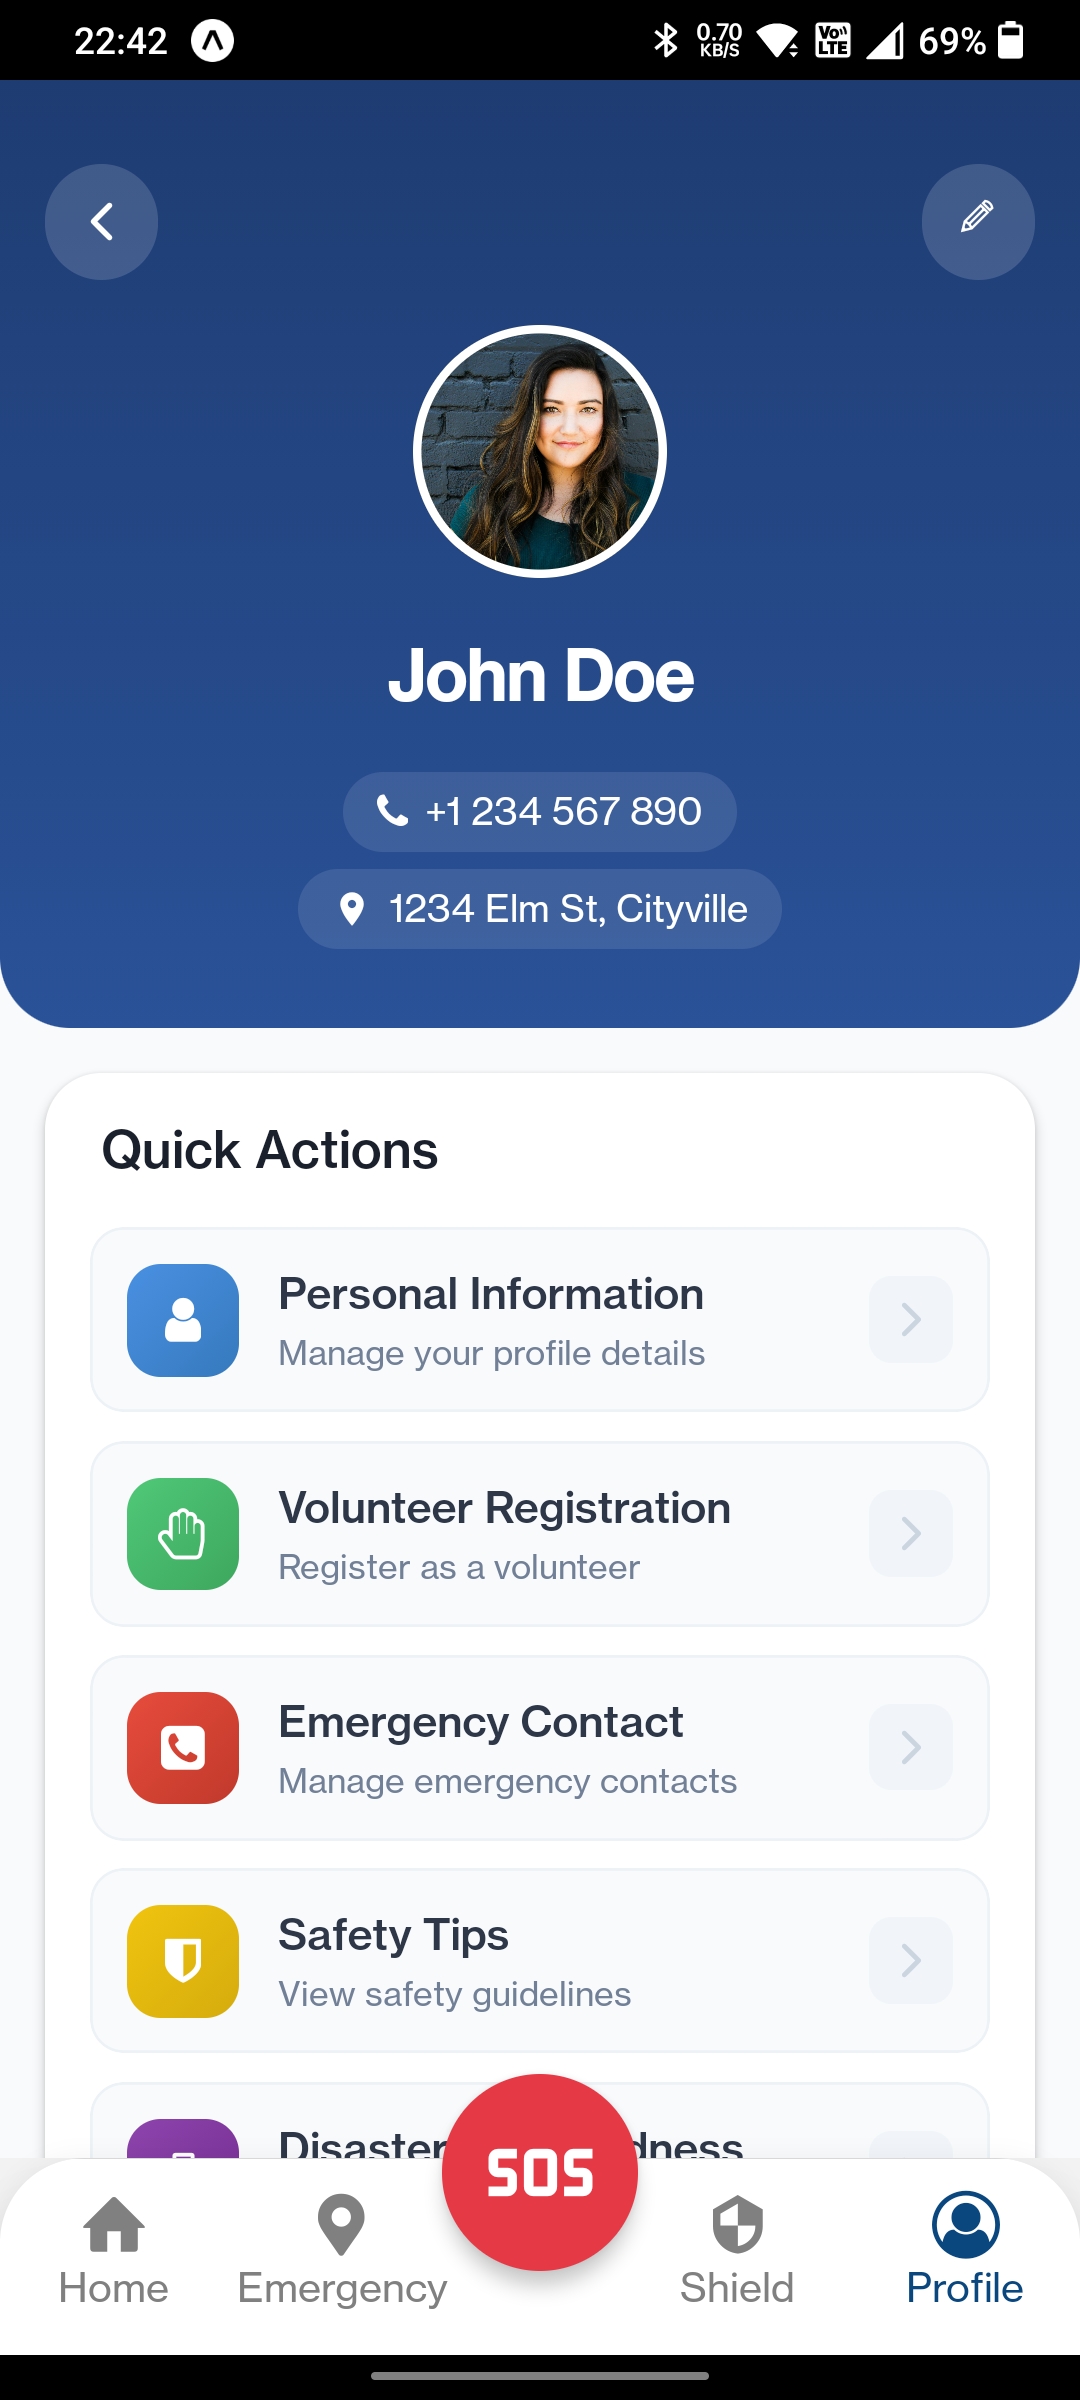 22:42
0.70
KB/S
Vo
LTE
69%
John Doe
+1 234 567 890
1234 Elm St, Cityville
Quick Actions
Personal Information
Manage your profile details
Volunteer Registration
Register as a volunteer
Emergency Contact
Manage emergency contacts
Safety Tips
View safety guidelines
Disaster
SOS
Home
Emergency
Shield
Profile